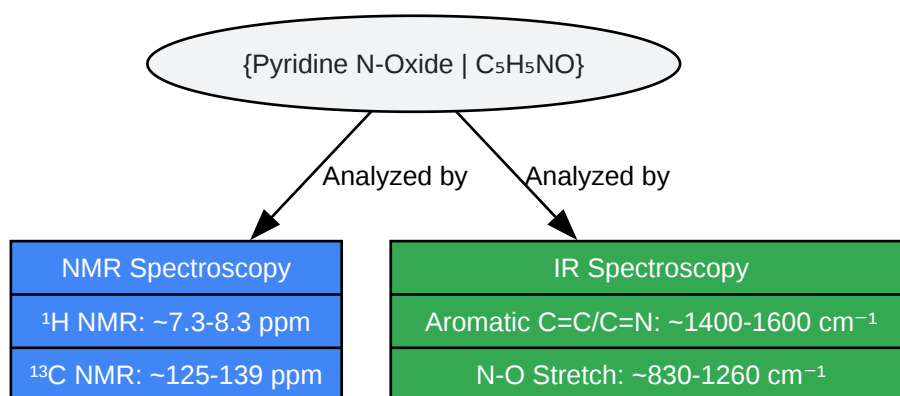 {Pyridine N-Oxide | C₅H₅NO}
Analyzed by
Analyzed by
NMR Spectroscopy
¹H NMR: ~7.3-8.3 ppm
¹³C NMR: ~125-139 ppm
IR Spectroscopy
Aromatic C=C/C=N: ~1400-1600 cm⁻¹
N-O Stretch: ~830-1260 cm⁻¹